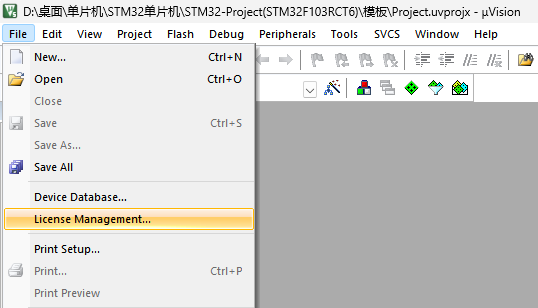 D:\桌面\单片机\STM32单片机\STM32-Project(STM32F103RCT6)\模板\Project.uvprojx - µVision
File Edit View Project Flash Debug Peripherals Tools SVCS Window Help
New... Ctrl+N
Open Ctrl+O
Close
Save Ctrl+S
Save As...
Save All
Device Database...
License Management...
Print Setup...
Print... Ctrl+P
Print Preview